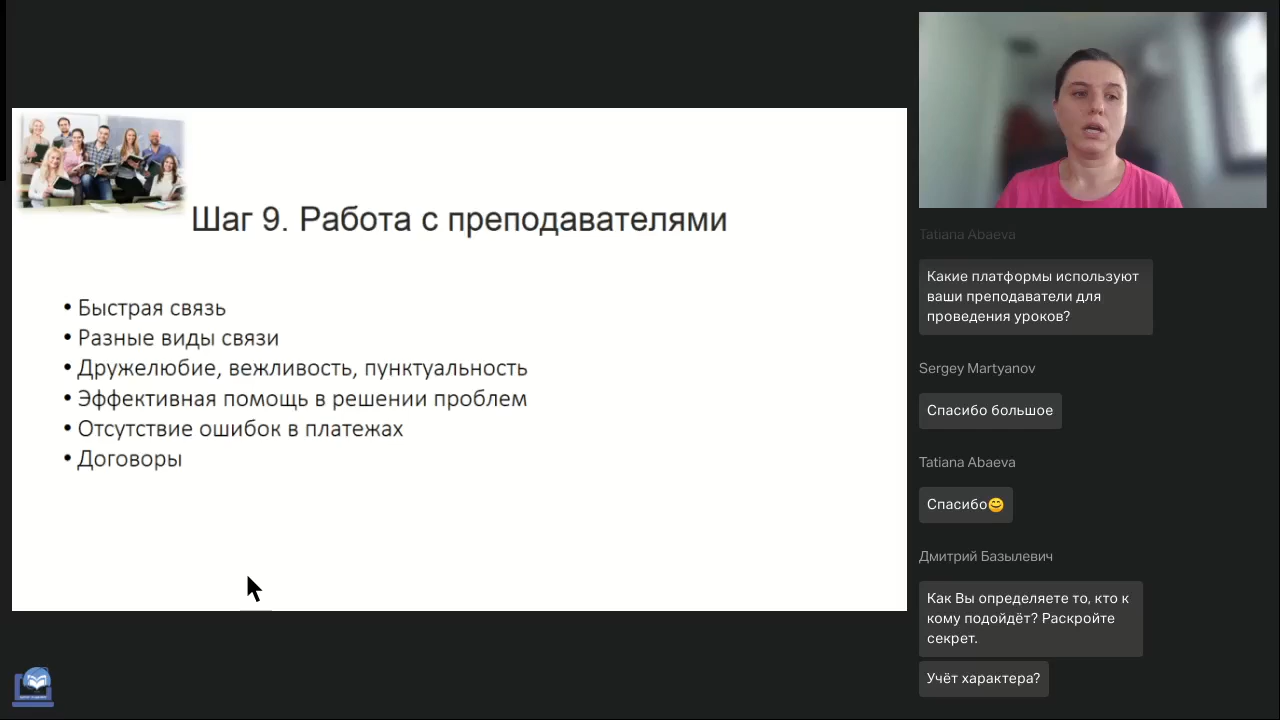 Шаг 9. Работа с преподавателями
• Быстрая связь
• Разные виды связи
• Дружелюбие, вежливость, пунктуальность
• Эффективная помощь в решении проблем
• Отсутствие ошибок в платежах
• Договоры
Tatiana Abaeva
Какие платформы используют
ваши преподаватели для
проведения уроков?
Sergey Martyanov
Спасибо большое
Tatiana Abaeva
Спасибо😊
Дмитрий Базылевич
Как Вы определяете то, кто к
кому подойдёт? Раскройте
секрет.
Учёт характера?